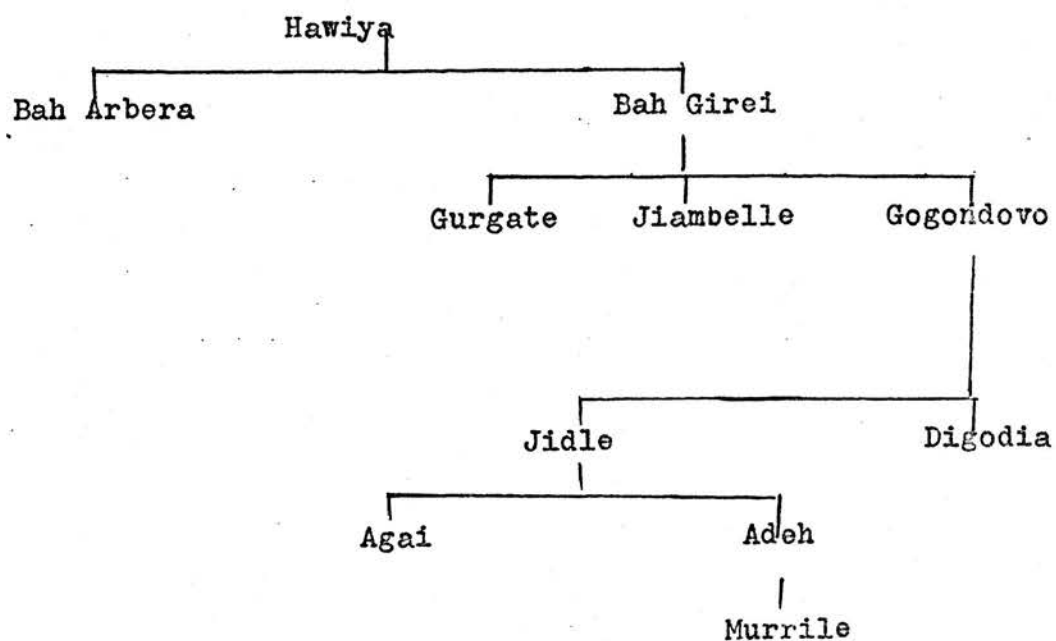 Hawiya
Bah Arbera Bah Girei
Gurgate Jiambelle Gogondovo
Jidle Digodia
Agai Adeh
Murrile